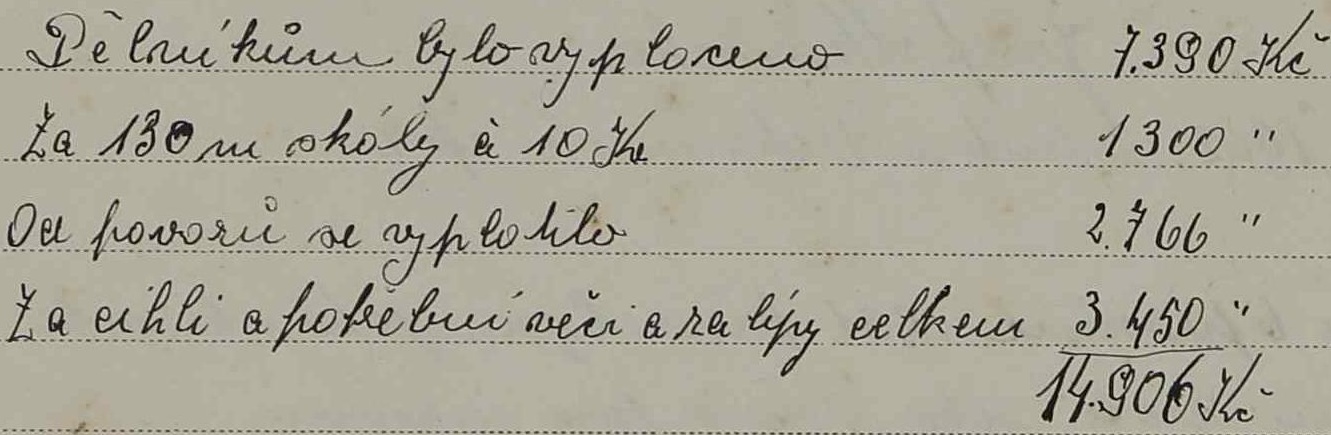 Dělníkům bylo vyplaceno 7.390 Kč
Za 130 m skály à 10 Kč 1300 "
Od povozů se vyplatilo 2.766 "
Za cihli a potřební věci a za lípy celkem 3.450 "
14.906 Kč